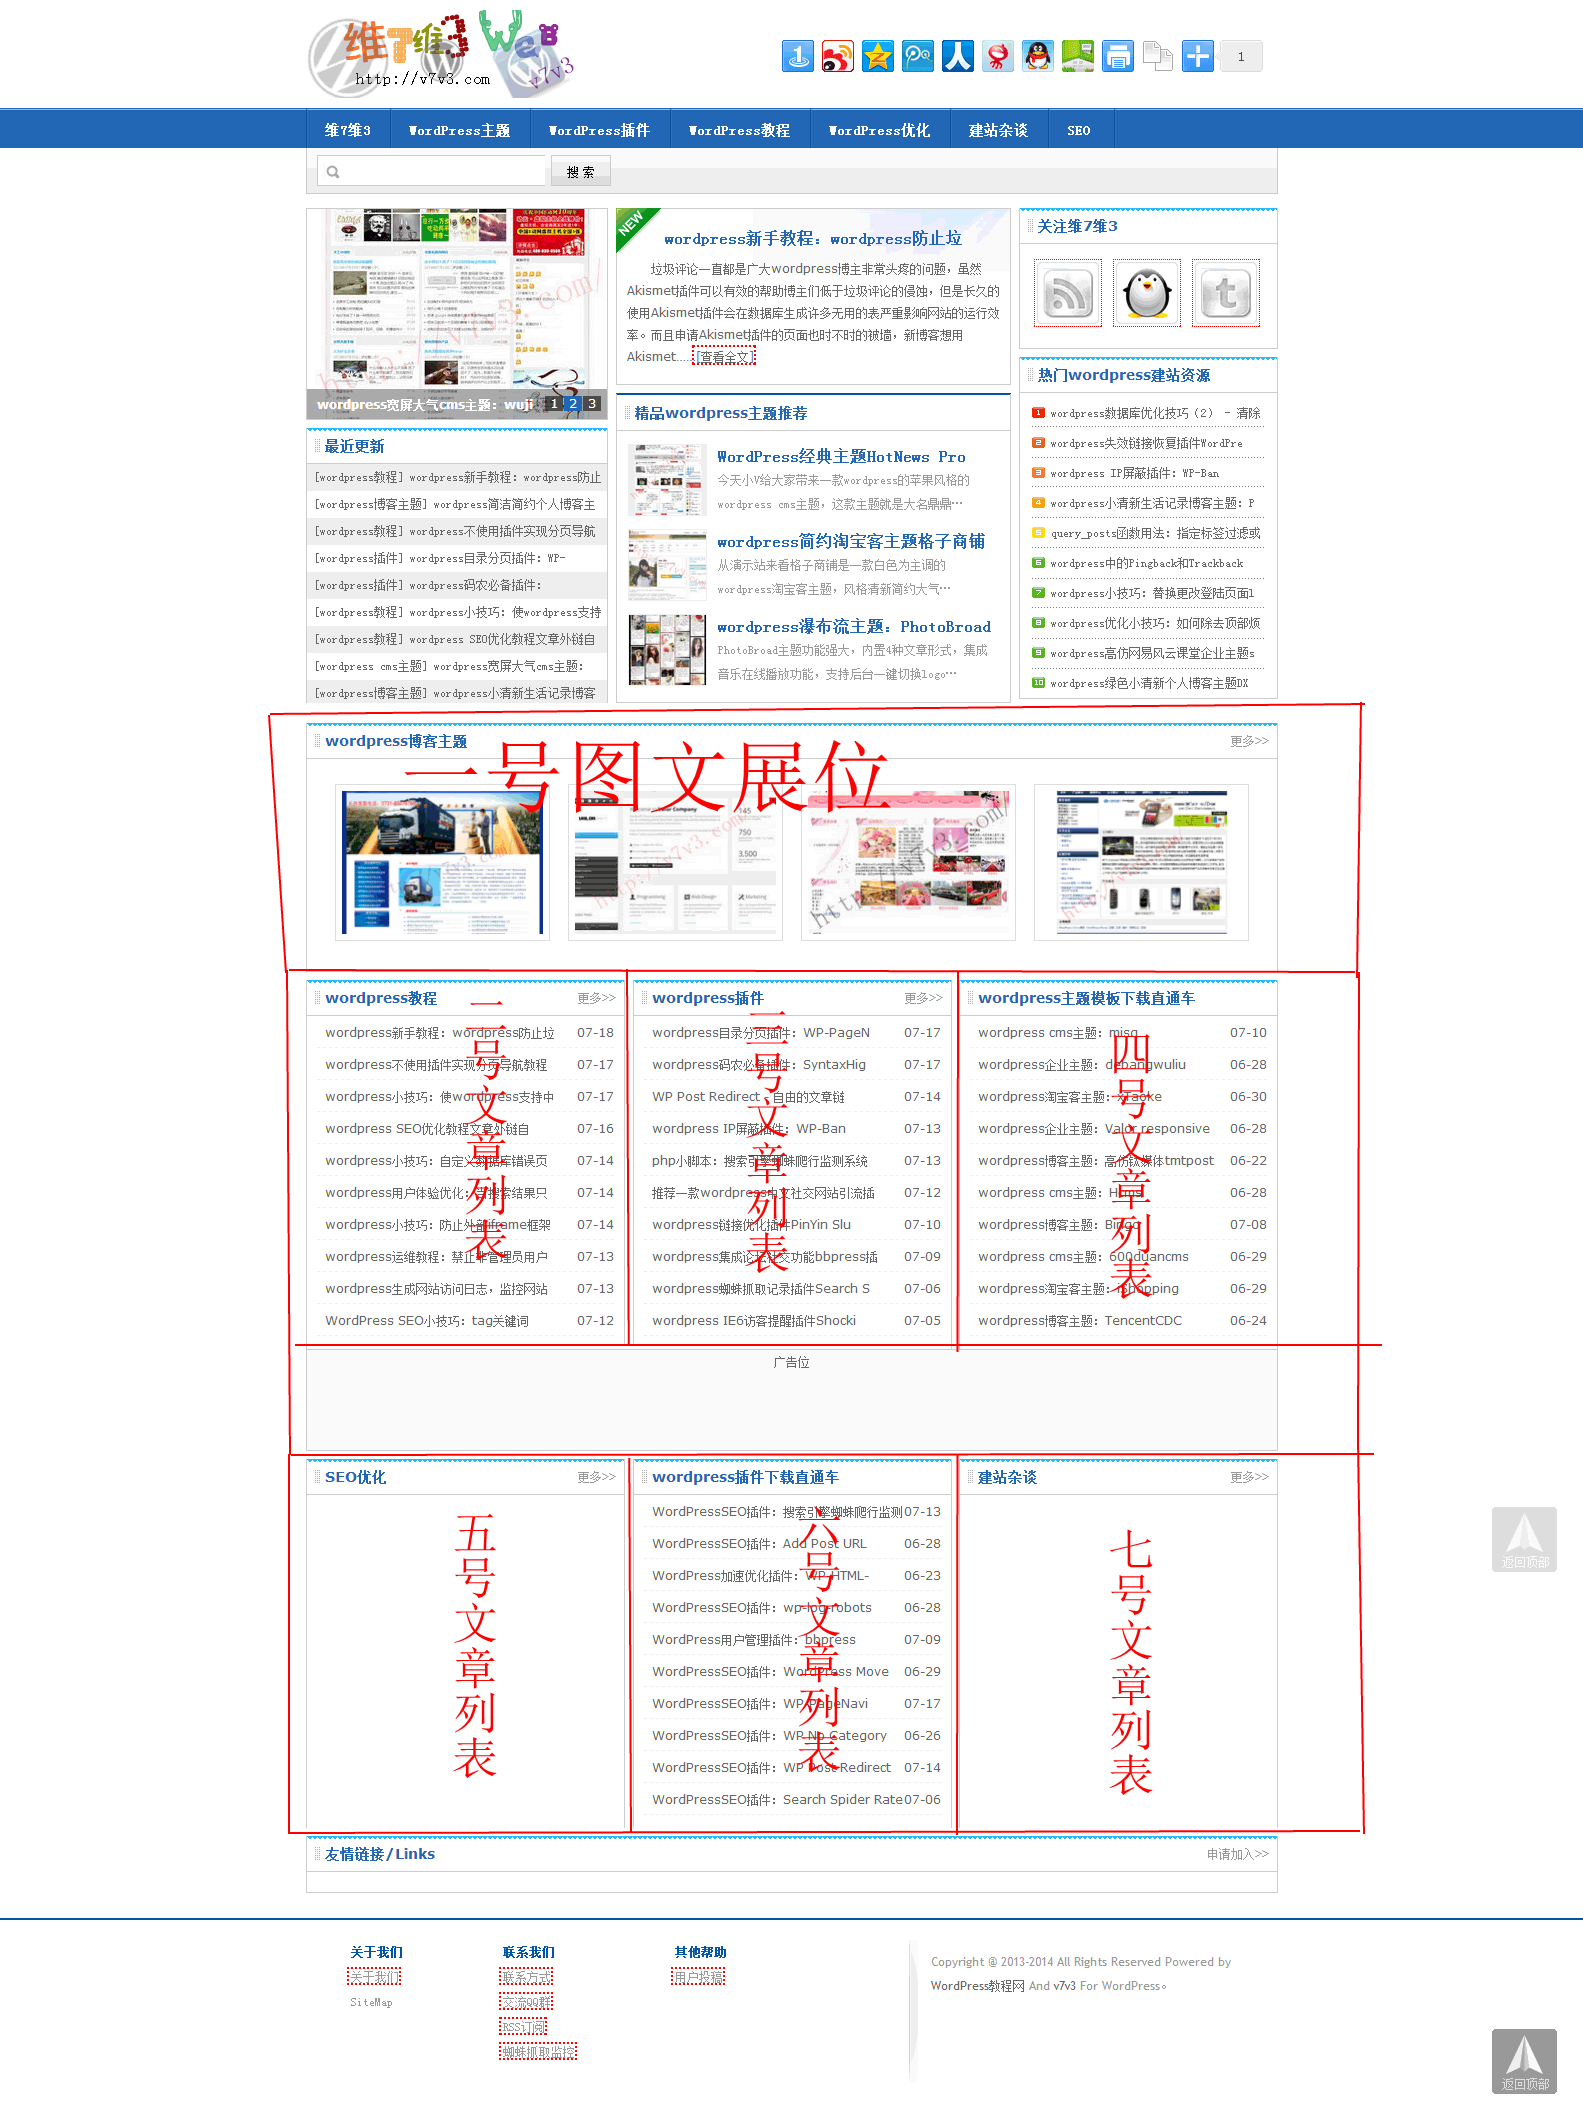 维7维3 Web
http://v7v3.com
v7v3
1
维7维3 WordPress主题 WordPress插件 WordPress教程 WordPress优化 建站杂谈 SEO
搜 索
wordpress宽屏大气cms主题: wuji 1 2 3
最近更新
[wordpress教程] wordpress新手教程: wordpress防止
[wordpress博客主题] wordpress简洁简约个人博客主
[wordpress教程] wordpress不使用插件实现分页导航
[wordpress插件] wordpress目录分页插件: WP-
[wordpress插件] wordpress码农必备插件:
[wordpress教程] wordpress小技巧: 使wordpress支持
[wordpress教程] wordpress SEO优化教程文章外链自
[wordpress cms主题] wordpress宽屏大气cms主题:
[wordpress博客主题] wordpress小清新生活记录博客
NEW
wordpress新手教程: wordpress防止垃
垃圾评论一直都是广大wordpress博主非常头疼的问题，虽然
Akismet插件可以有效的帮助博主们低于垃圾评论的侵蚀，但是长久的
使用Akismet插件会在数据库生成许多无用的表严重影响网站的运行效
率。而且申请Akismet插件的页面也时不时的被墙，新博客想用
Akismet.....[查看全文]
精品wordpress主题推荐
WordPress经典主题HotNews Pro
今天小V给大家带来一款wordpress的苹果风格的
wordpress cms主题，这款主题就是大名鼎鼎…
wordpress简约淘宝客主题格子商铺
从演示站来看格子商铺是一款白色为主调的
wordpress淘宝客主题，风格清新简约大气…
wordpress瀑布流主题: PhotoBroad
PhotoBroad主题功能强大，内置4种文章形式，集成
音乐在线播放功能，支持后台一键切换logo…
关注维7维3
热门wordpress建站资源
1 wordpress数据库优化技巧（2） - 清除
2 wordpress失效链接恢复插件WordPre
3 wordpress IP屏蔽插件: WP-Ban
4 wordpress小清新生活记录博客主题: P
5 query_posts函数用法: 指定标签过滤或
6 wordpress中的Pingback和Trackback
7 wordpress小技巧: 替换更改登陆页面l
8 wordpress优化小技巧: 如何除去顶部烦
9 wordpress高仿网易风云课堂企业主题s
10 wordpress绿色小清新个人博客主题DX
wordpress博客主题 更多>>
一号图文展位
wordpress教程 更多>>
wordpress新手教程: wordpress防止垃 07-18
wordpress不使用插件实现分页导航教程 07-17
wordpress小技巧: 使wordpress支持中 07-17
wordpress SEO优化教程文章外链自 07-16
wordpress小技巧: 自定义数据库错误页 07-14
wordpress用户体验优化: 当搜索结果只 07-14
wordpress小技巧: 防止外部iframe框架 07-14
wordpress运维教程: 禁止非管理员用户 07-13
wordpress生成网站访问日志，监控网站 07-13
WordPress SEO小技巧: tag关键词 07-12
二号文章列表
wordpress插件 更多>>
wordpress目录分页插件: WP-PageN 07-17
wordpress码农必备插件: SyntaxHig 07-17
WP Post Redirect - 自由的文章链 07-14
wordpress IP屏蔽插件: WP-Ban 07-13
php小脚本: 搜索引擎蜘蛛爬行监测系统 07-13
推荐一款wordpress中文社交网站引流插 07-12
wordpress链接优化插件PinYin Slu 07-10
wordpress集成论坛社交功能bbpress插 07-09
wordpress蜘蛛抓取记录插件Search S 07-06
wordpress IE6访客提醒插件Shocki 07-05
三号文章列表
wordpress主题模板下载直通车
wordpress cms主题: misq 07-10
wordpress企业主题: debangwuliu 06-28
wordpress淘宝客主题: xTaoke 06-30
wordpress企业主题: Valor responsive 06-28
wordpress博客主题: 高仿钛媒体tmtpost 06-22
wordpress cms主题: Hcms 06-28
wordpress博客主题: Bingo 07-08
wordpress cms主题: 600duancms 06-29
wordpress淘宝客主题: iShopping 06-29
wordpress博客主题: TencentCDC 06-24
四号文章列表
广告位
SEO优化 更多>>
五号文章列表
wordpress插件下载直通车
WordPressSEO插件: 搜索引擎蜘蛛爬行监测 07-13
WordPressSEO插件: Add Post URL 06-28
WordPress加速优化插件: WP-HTML- 06-23
WordPressSEO插件: wp-log-robots 06-28
WordPress用户管理插件: bbpress 07-09
WordPressSEO插件: WordPress Move 06-29
WordPressSEO插件: WP-PageNavi 07-17
WordPressSEO插件: WP No Category 06-26
WordPressSEO插件: WP Post Redirect 07-14
WordPressSEO插件: Search Spider Rate 07-06
六号文章列表
建站杂谈 更多>>
七号文章列表
返回顶部
友情链接/Links 申请加入>>
关于我们
关于我们
SiteMap
联系我们
联系方式
交流QQ群
RSS订阅
蜘蛛抓取监控
其他帮助
用户投稿
Copyright @ 2013-2014 All Rights Reserved Powered by
WordPress教程网 And v7v3 For WordPress。
返回顶部